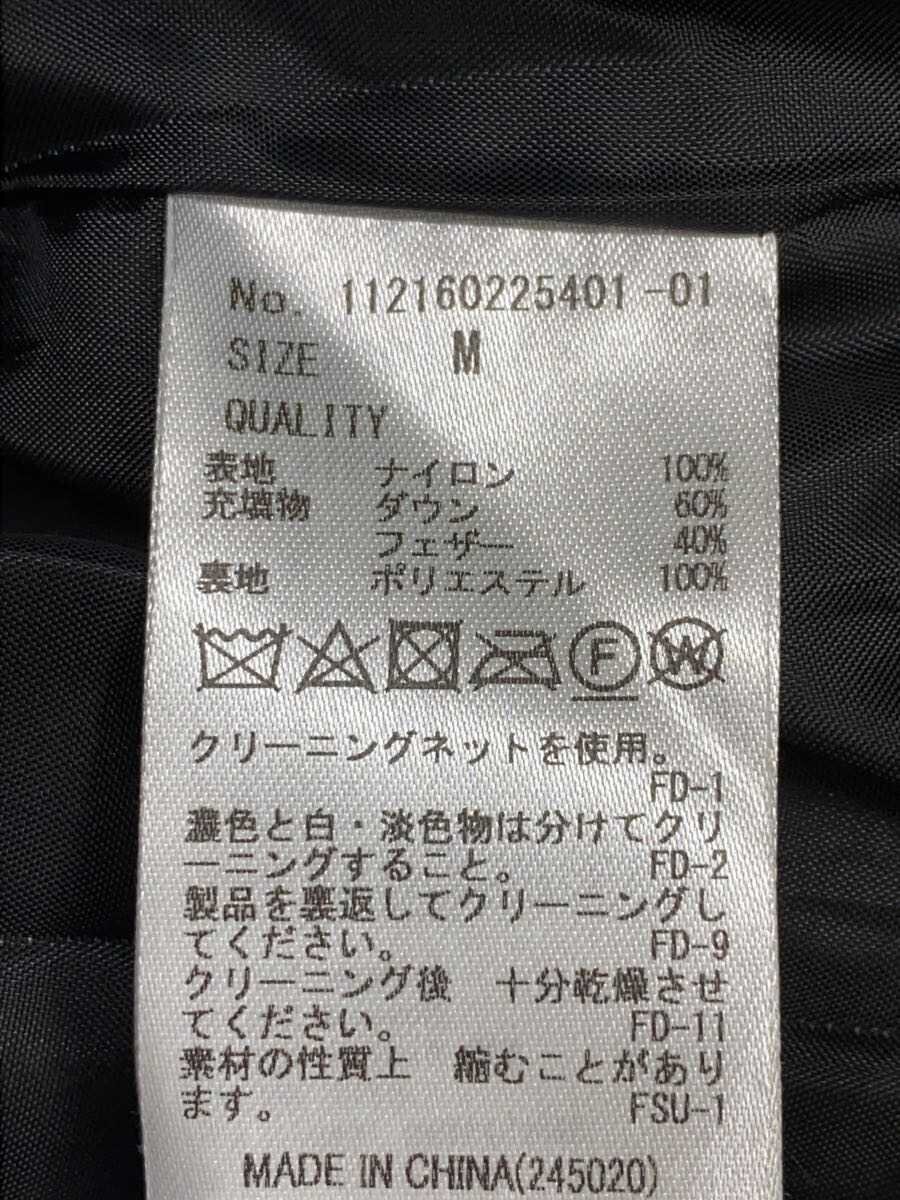 No. 112160225401-01
SIZE M
QUALITY
表地 ナイロン 100%
充填物 ダウン 60%
フェザー 40%
裏地 ポリエステル 100%
F W
クリーニングネットを使用。
FD-1
濃色と白・淡色物は分けてクリ
ーニングすること。 FD-2
製品を裏返してクリーニングし
てください。 FD-9
クリーニング後 十分乾燥させ
てください。 FD-11
素材の性質上 縮むことがあり
ます。 FSU-1
MADE IN CHINA(245020)